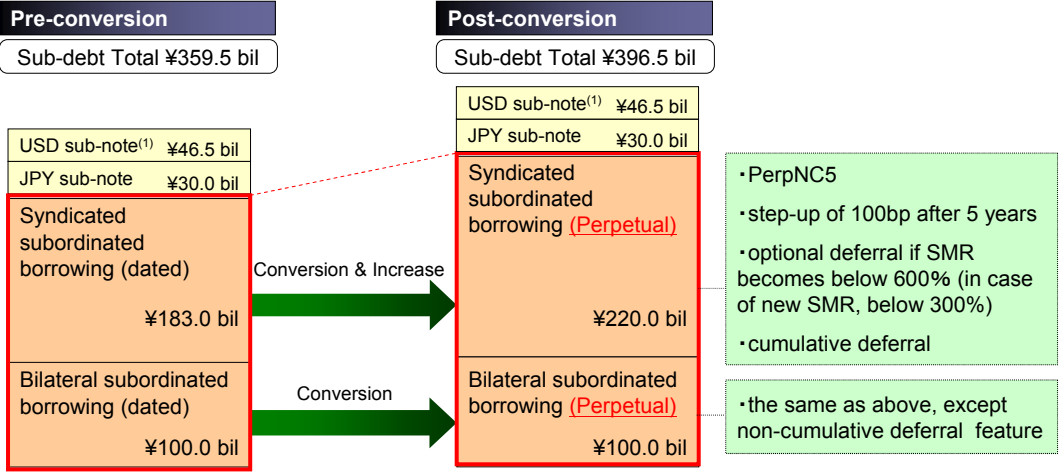 Pre-conversion
Sub-debt Total ¥359.5 bil
USD sub-note(1) ¥46.5 bil
JPY sub-note ¥30.0 bil
Syndicated
subordinated
borrowing (dated)
¥183.0 bil
Bilateral subordinated
borrowing (dated)
¥100.0 bil
Conversion & Increase
Conversion
Post-conversion
Sub-debt Total ¥396.5 bil
USD sub-note(1) ¥46.5 bil
JPY sub-note ¥30.0 bil
Syndicated
subordinated
borrowing (Perpetual)
¥220.0 bil
Bilateral subordinated
borrowing (Perpetual)
¥100.0 bil
・PerpNC5
・step-up of 100bp after 5 years
・optional deferral if SMR
becomes below 600% (in case
of new SMR, below 300%)
・cumulative deferral
・the same as above, except
non-cumulative deferral feature